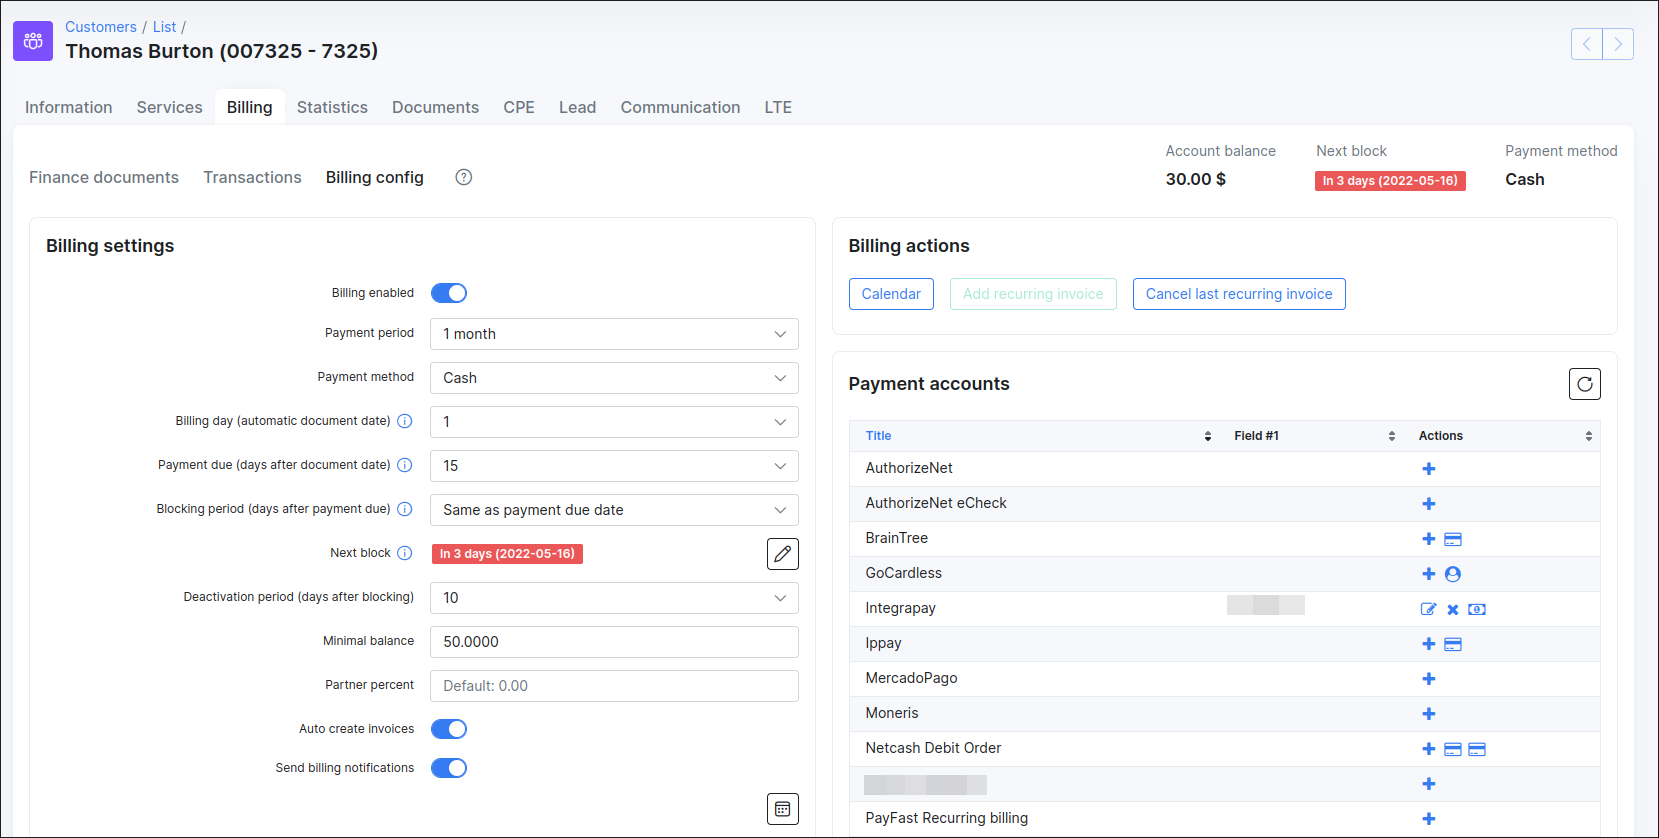 Customers / List /
Thomas Burton (007325 - 7325)
Information Services Billing Statistics Documents CPE Lead Communication LTE
Finance documents Transactions Billing config ?
Account balance Next block Payment method
30.00 $ In 3 days (2022-05-16) Cash
Billing settings
Billing enabled
Payment period 1 month
Payment method Cash
Billing day (automatic document date) 1
Payment due (days after document date) 15
Blocking period (days after payment due) Same as payment due date
Next block In 3 days (2022-05-16)
Deactivation period (days after blocking) 10
Minimal balance 50.0000
Partner percent Default: 0.00
Auto create invoices
Send billing notifications
Billing actions
Calendar Add recurring invoice Cancel last recurring invoice
Payment accounts
Title Field #1 Actions
AuthorizeNet
AuthorizeNet eCheck
BrainTree
GoCardless
Integrapay
Ippay
MercadoPago
Moneris
Netcash Debit Order
PayFast Recurring billing